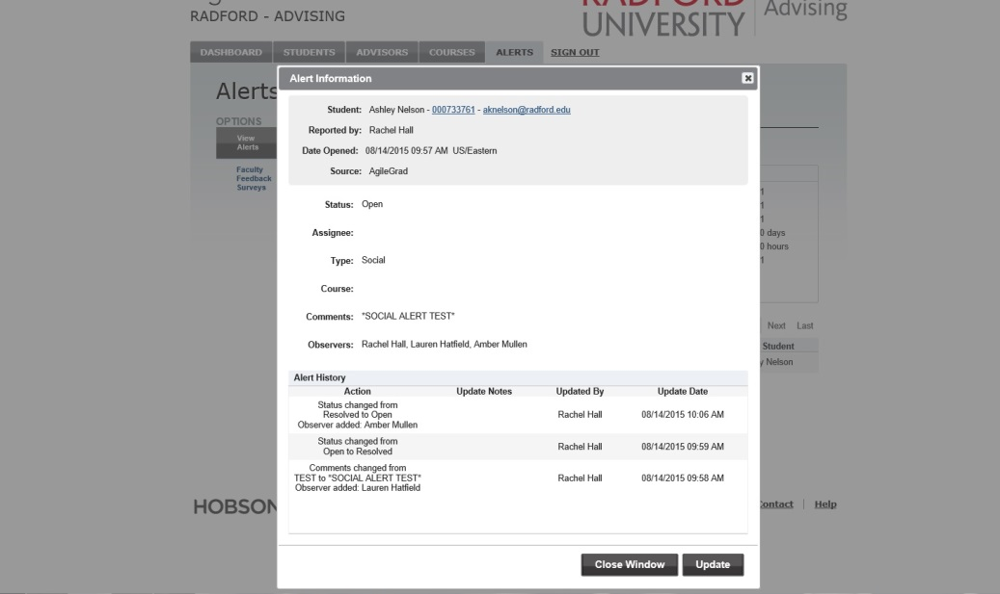 RADFORD - ADVISING
RADFORD
UNIVERSITY
Advising
DASHBOARD STUDENTS ADVISORS COURSES ALERTS SIGN OUT
Alert Information
Alerts
Student: Ashley Nelson - 000733761 - aknelson@radford.edu
OPTIONS
Reported by: Rachel Hall
View
Alerts
Date Opened: 08/14/2015 09:57 AM US/Eastern
Faculty
Feedback
Surveys
Source: AgileGrad
Status: Open
Assignee:
0 days
0 hours
Type: Social
Course:
Comments: "SOCIAL ALERT TEST"
Next Last
Observers: Rachel Hall, Lauren Hatfield, Amber Mullen
Student
y Nelson
Alert History
Action Update Notes Updated By Update Date
Status changed from
Resolved to Open
Observer added: Amber Mullen
Rachel Hall 08/14/2015 10:06 AM
Status changed from
Open to Resolved
Rachel Hall 08/14/2015 09:59 AM
Comments changed from
TEST to "SOCIAL ALERT TEST"
Observer added: Lauren Hatfield
Rachel Hall 08/14/2015 09:58 AM
HOBSON
Contact | Help
Close Window Update